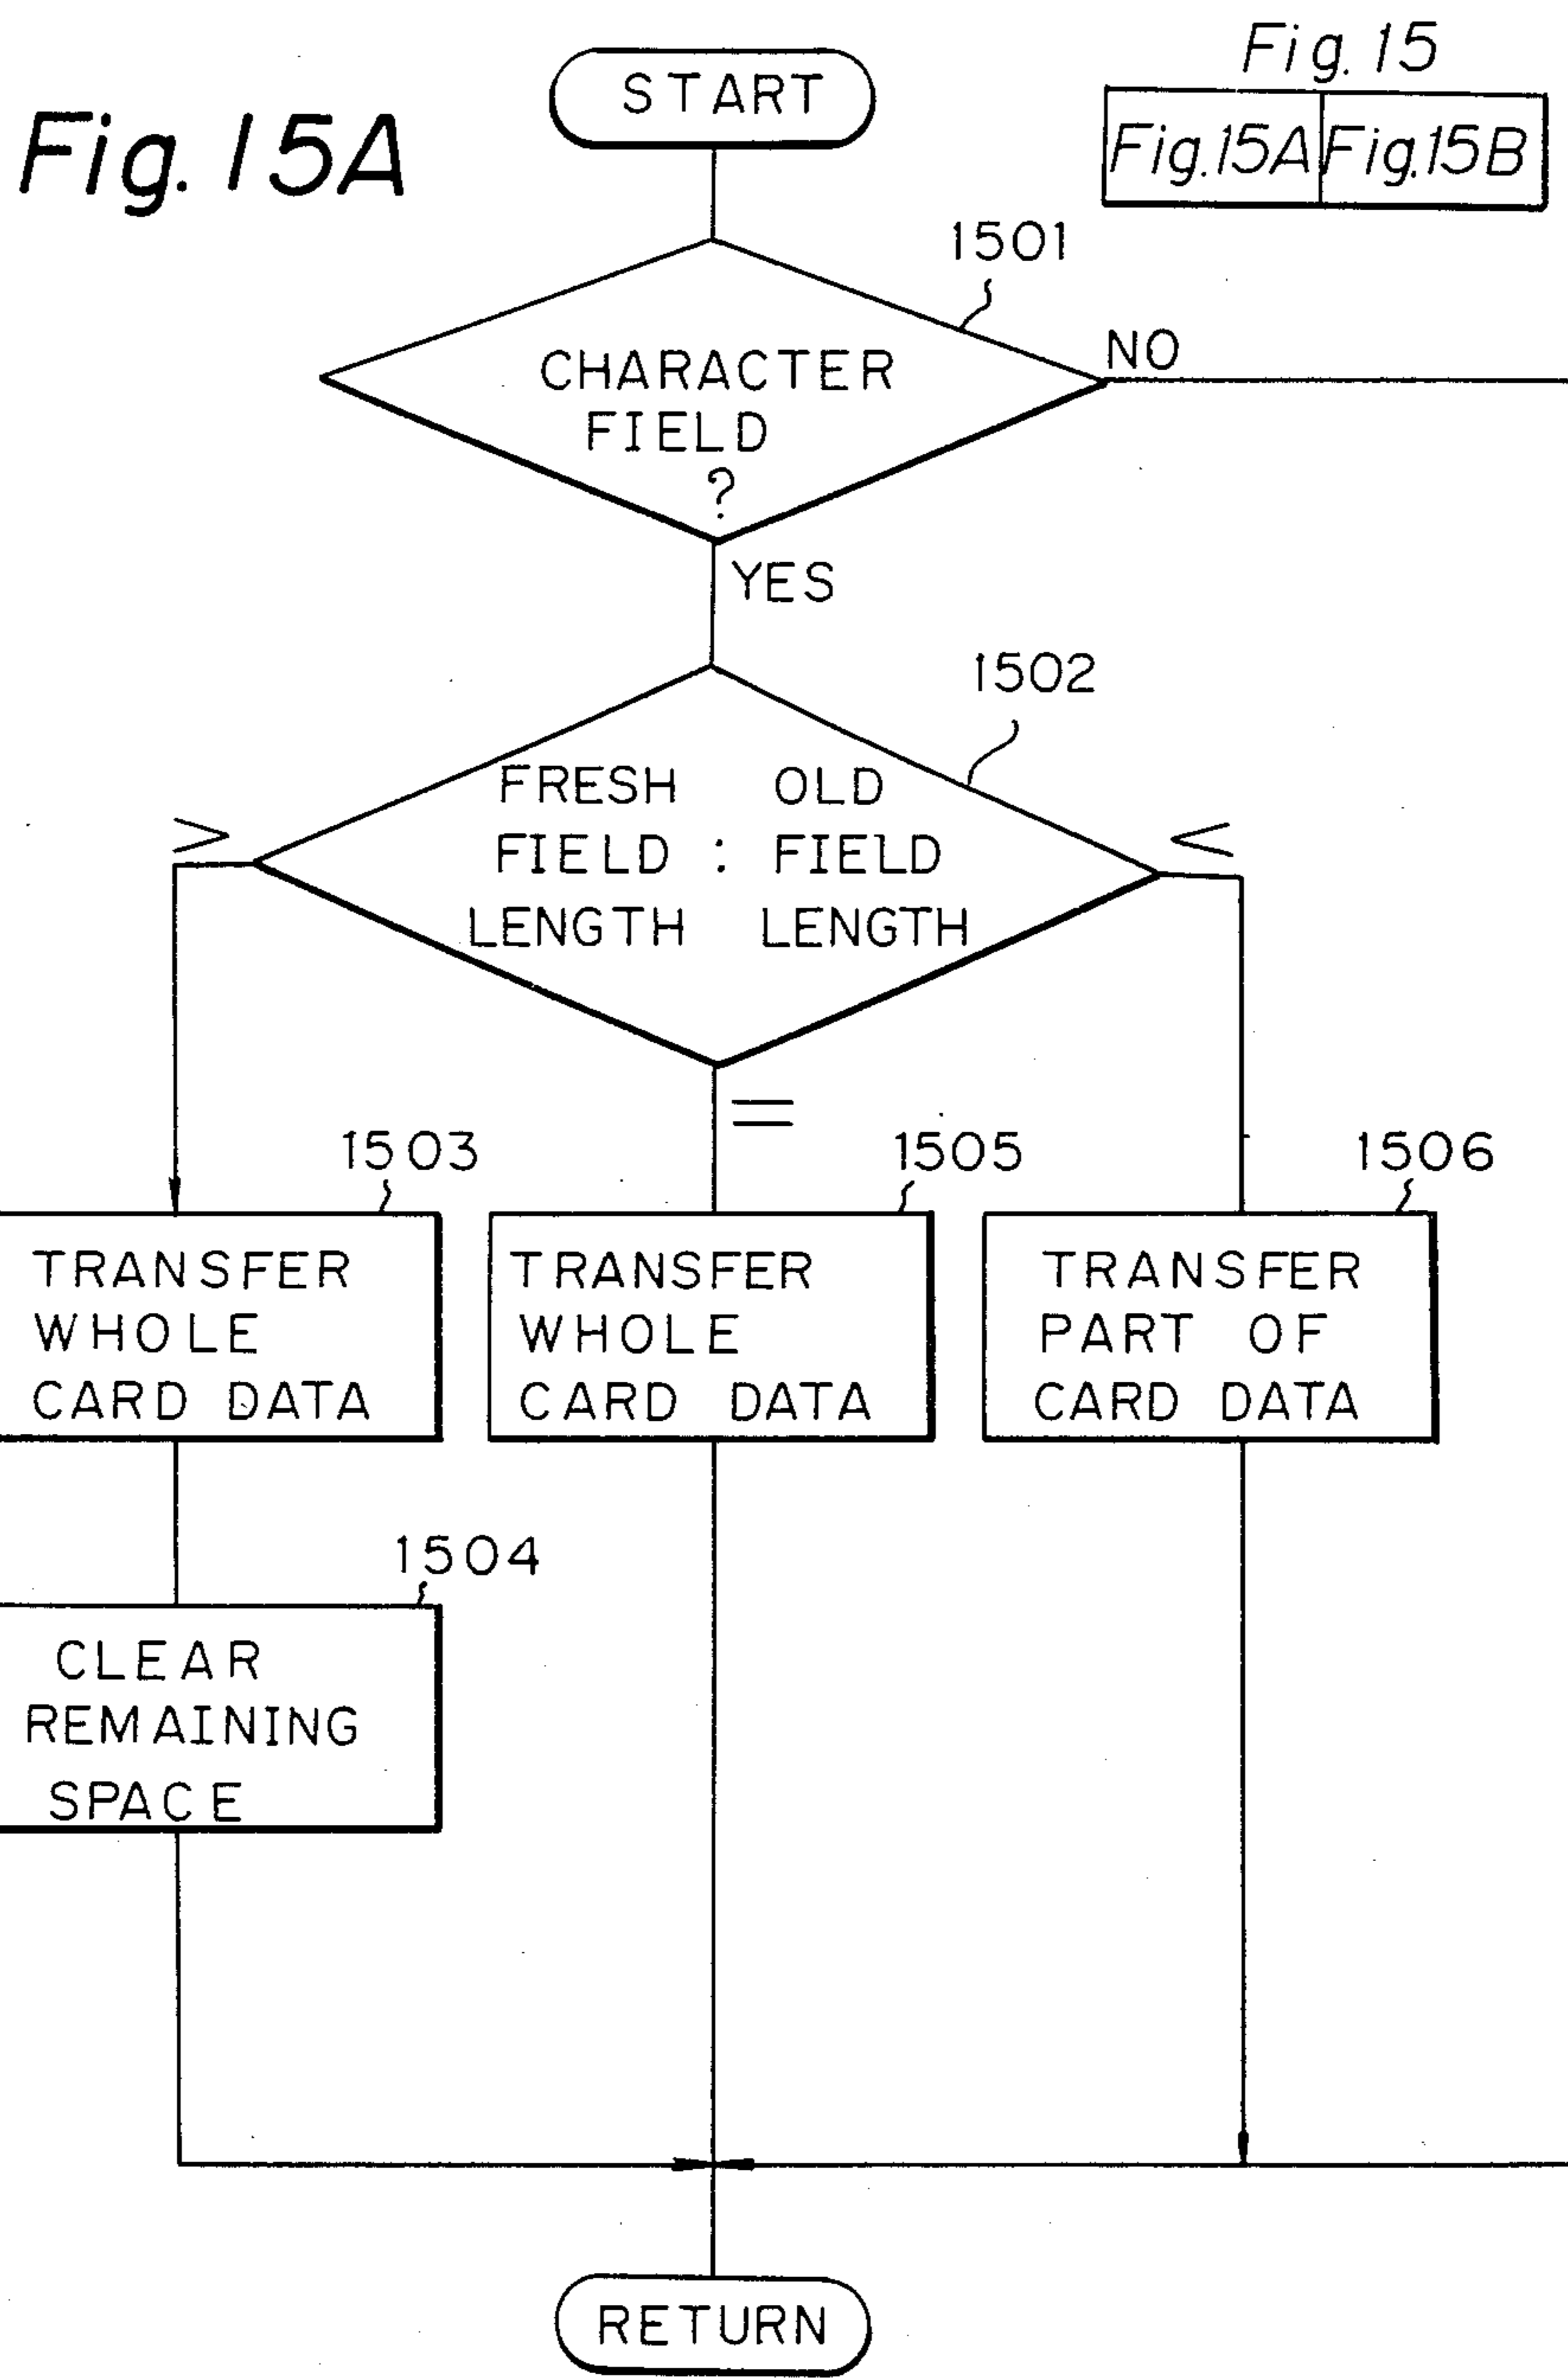 Fig. 15
Fig. 15A
START
Fig.15A Fig.15B
1501
CHARACTER
FIELD
?
NO
YES
1502
FRESH OLD
FIELD : FIELD
LENGTH LENGTH
>
<
=
1503
1505
1506
TRANSFER
WHOLE
CARD DATA
TRANSFER
WHOLE
CARD DATA
TRANSFER
PART OF
CARD DATA
1504
CLEAR
REMAINING
SPACE
RETURN